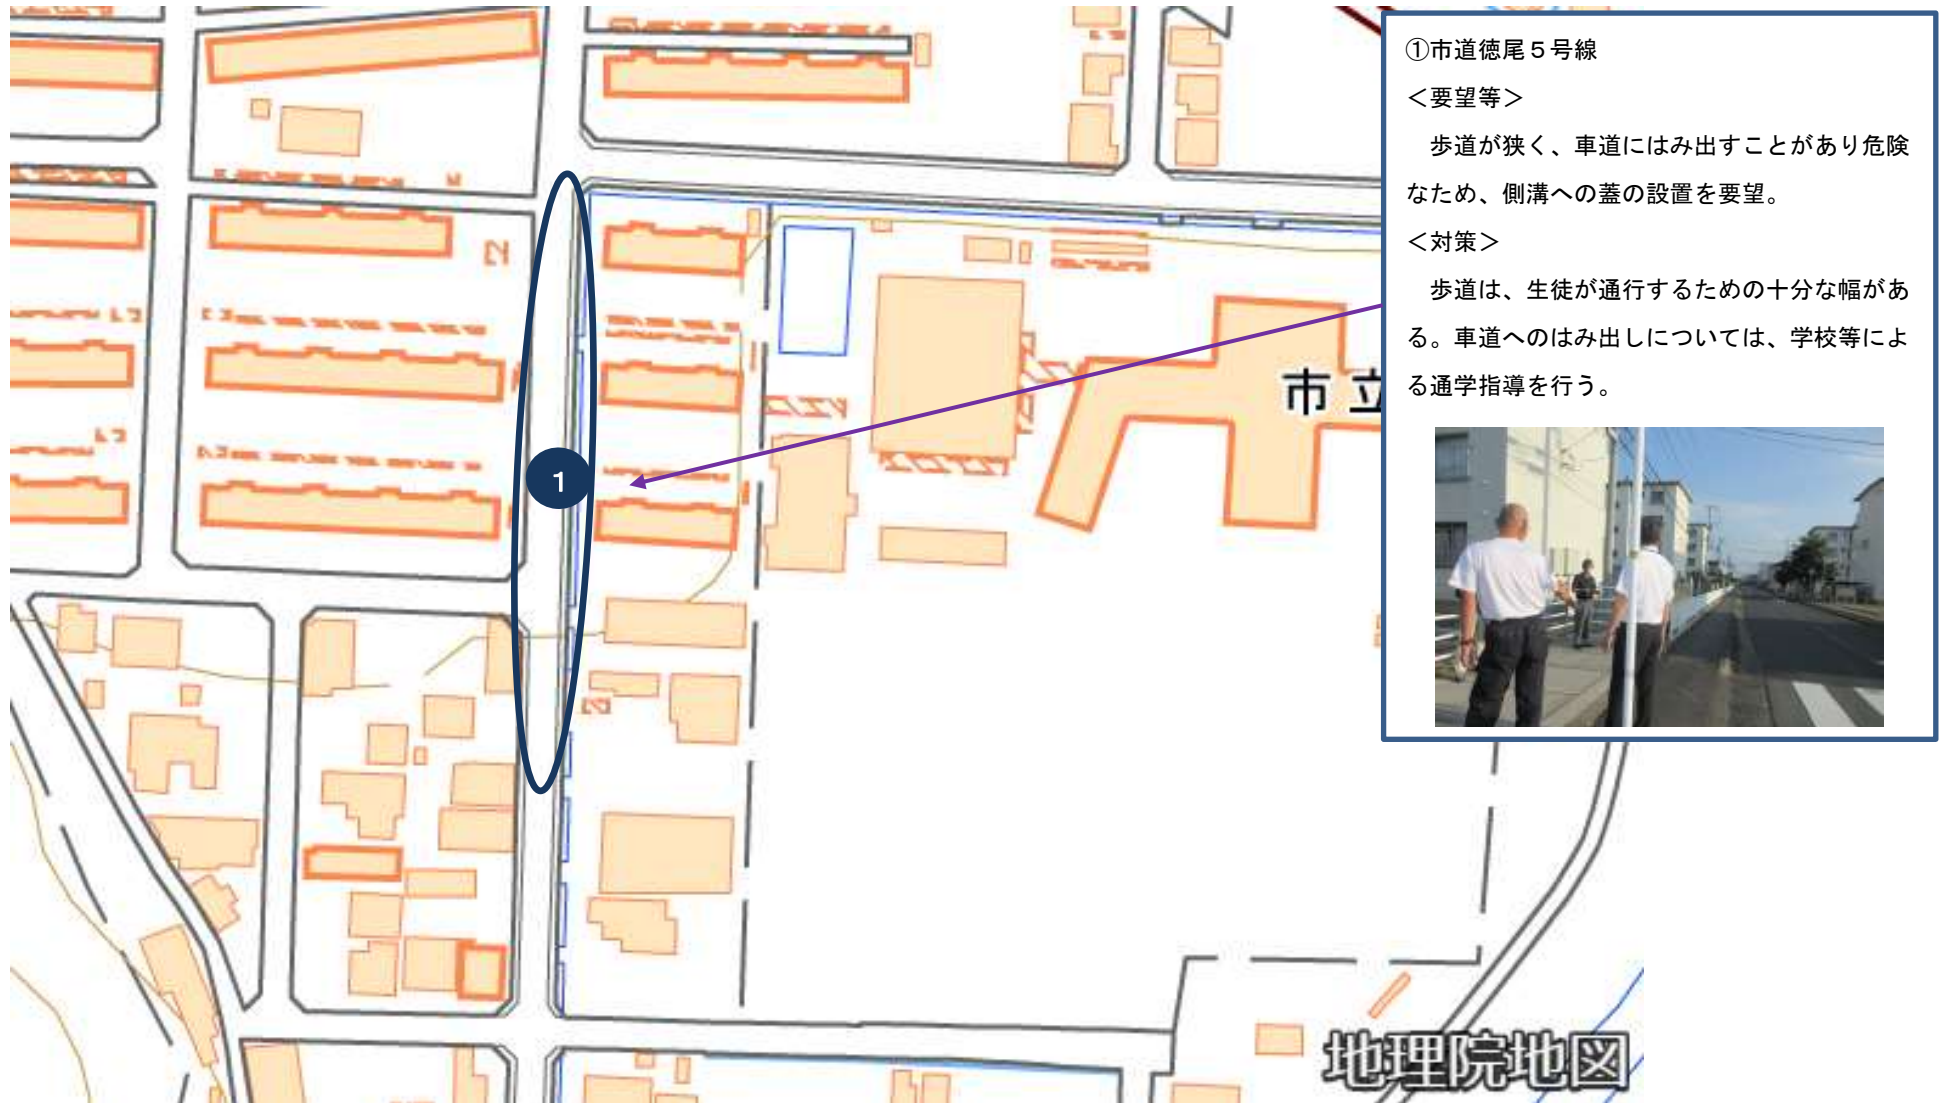 ①市道徳尾５号線
＜要望等＞
　歩道が狭く、車道にはみ出すことがあり危険
なため、側溝への蓋の設置を要望。
＜対策＞
　歩道は、生徒が通行するための十分な幅があ
る。車道へのはみ出しについては、学校等によ
る通学指導を行う。
市立
1
地理院地図